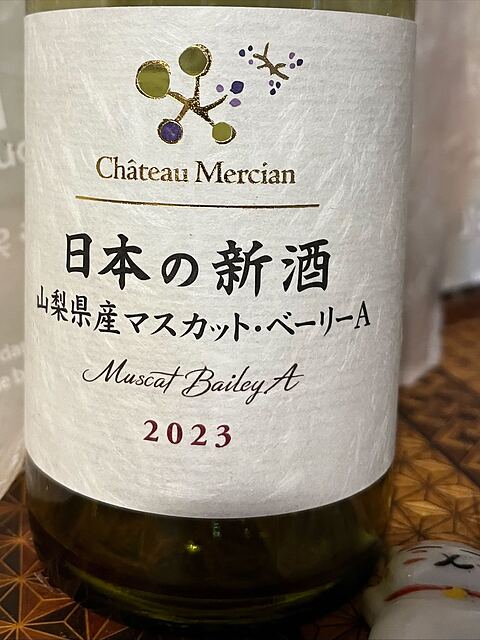 Château Mercian
日本の新酒
山梨県産マスカット・ベーリーA
Muscat Bailey A
2023